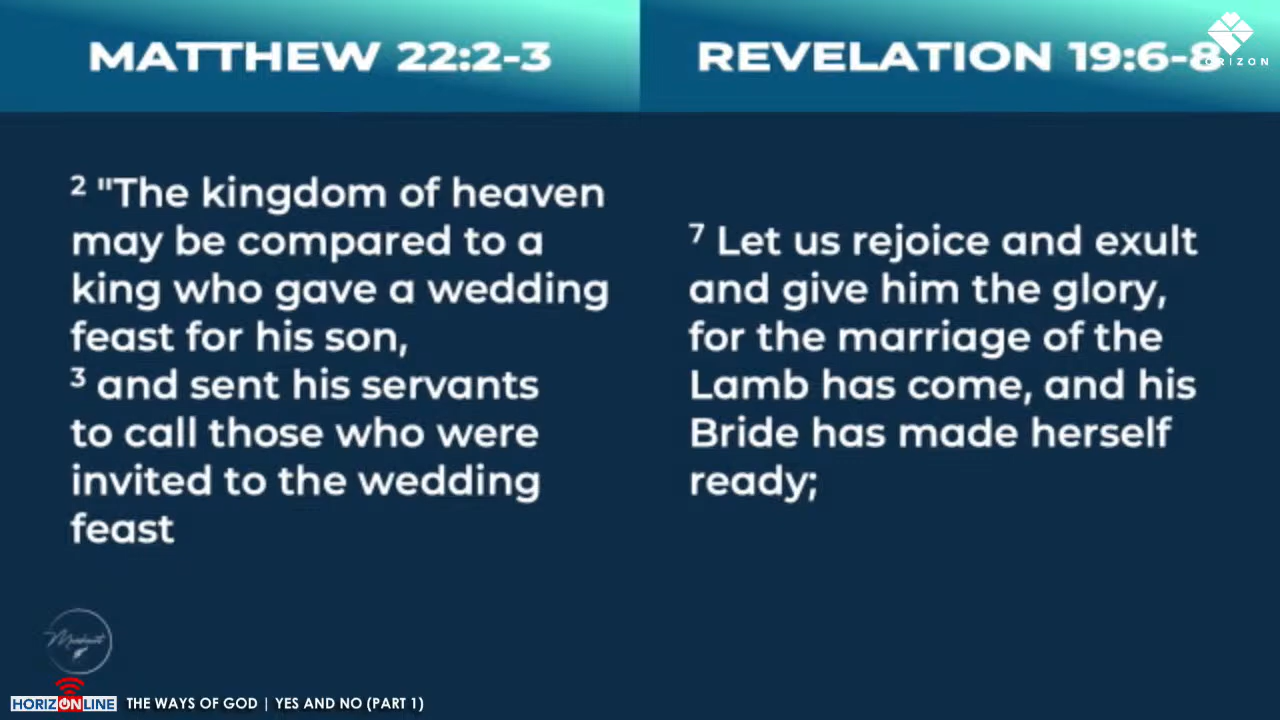 MATTHEW 22:2-3
² "The kingdom of heaven
may be compared to a
king who gave a wedding
feast for his son,
³ and sent his servants
to call those who were
invited to the wedding
feast
REVELATION 19:6-8
⁷ Let us rejoice and exult
and give him the glory,
for the marriage of the
Lamb has come, and his
Bride has made herself
ready;
HORIZON
HORIZONLINE THE WAYS OF GOD | YES AND NO (PART 1)